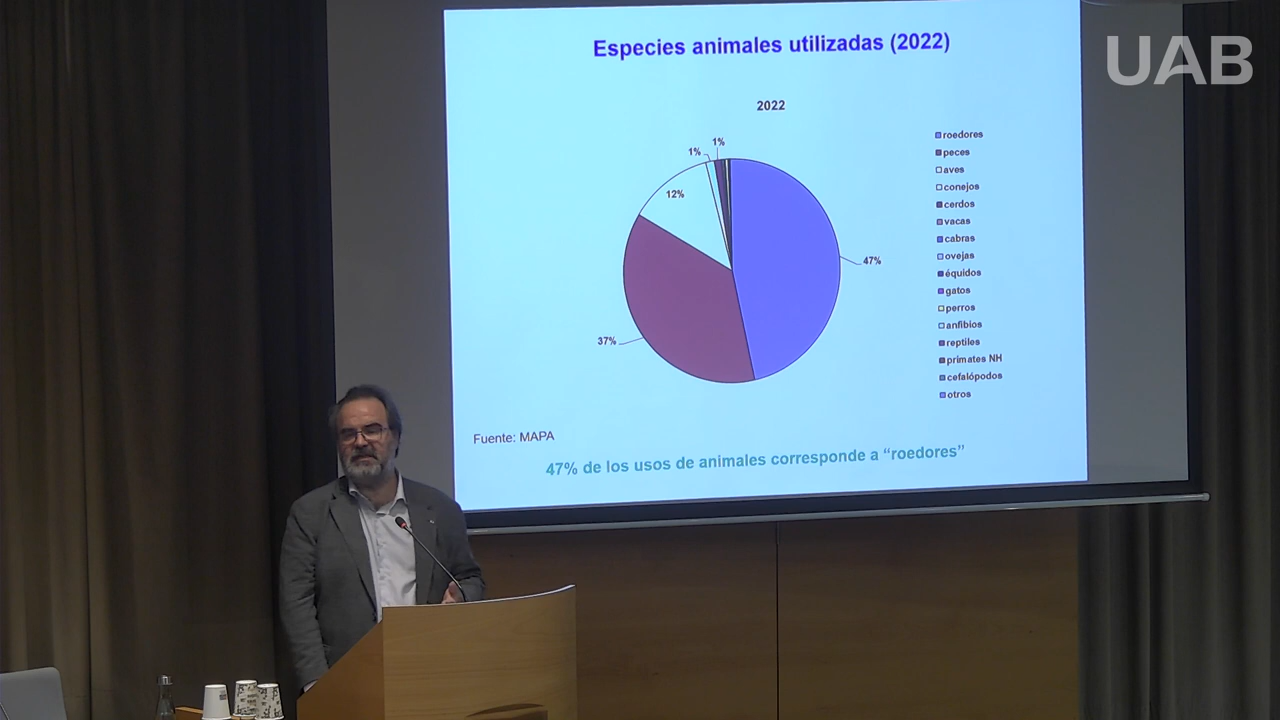 UAB
Especies animales utilizadas (2022)
2022
1%
1%
12%
47%
37%
roedores
peces
aves
conejos
cerdos
vacas
cabras
ovejas
équidos
gatos
perros
anfibios
reptiles
primates NH
cefalópodos
otros
Fuente: MAPA
47% de los usos de animales corresponde a “roedores”